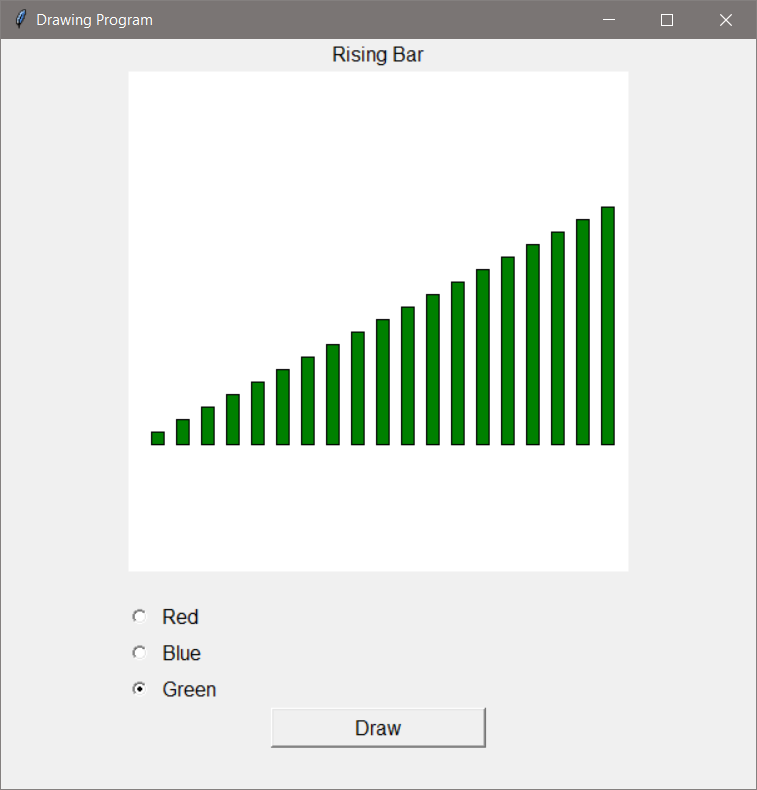 Drawing Program
Rising Bar
Red
Blue
Green
Draw